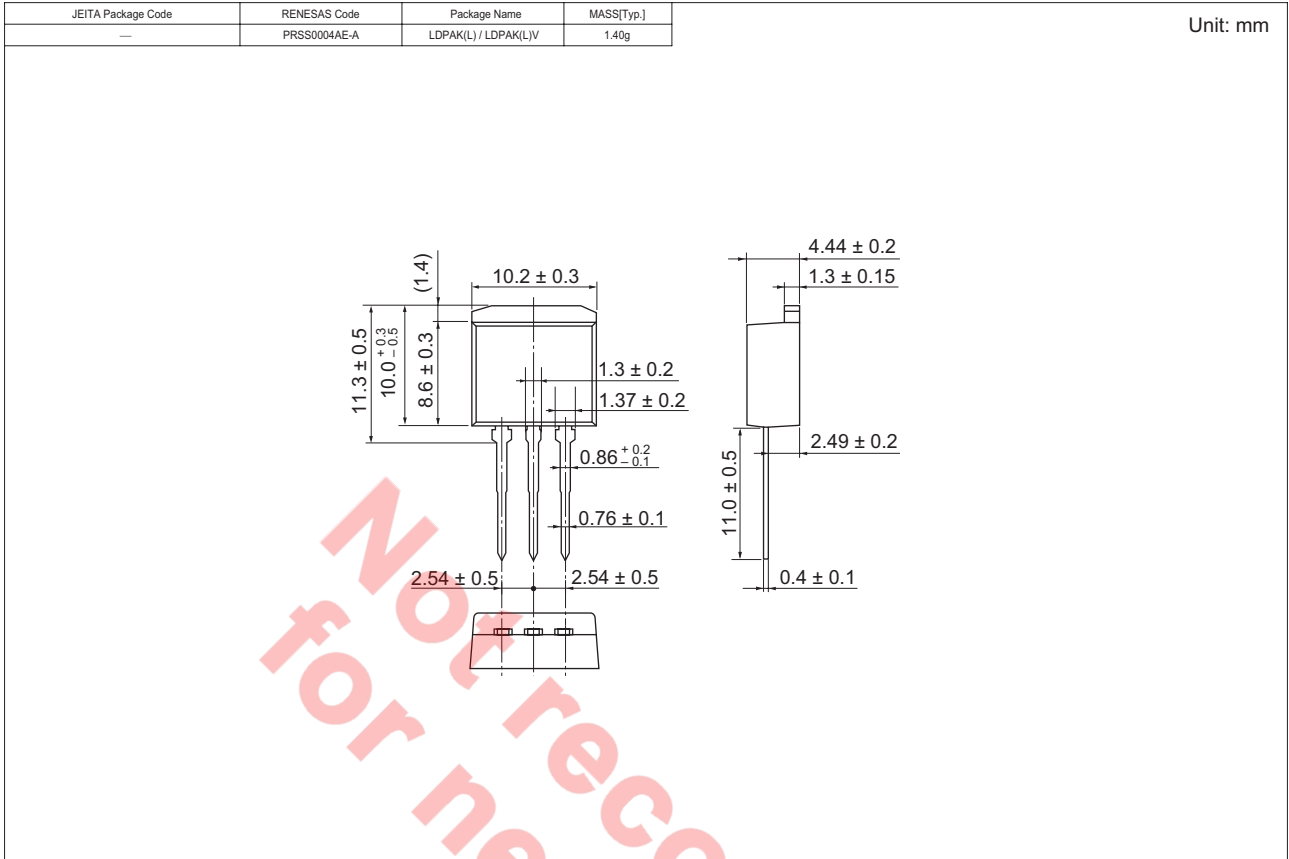 JEITA Package Code RENESAS Code Package Name MASS[Typ.]
— PRSS0004AE-A LDPAK(L) / LDPAK(L)V 1.40g
Unit: mm
4.44 ± 0.2
1.3 ± 0.15
(1.4)
10.2 ± 0.3
11.3 ± 0.5
10.0 + 0.3 – 0.5
8.6 ± 0.3
1.3 ± 0.2
1.37 ± 0.2
2.49 ± 0.2
0.86 + 0.2 – 0.1
11.0 ± 0.5
0.76 ± 0.1
2.54 ± 0.5
2.54 ± 0.5
0.4 ± 0.1
Not reco
for ne